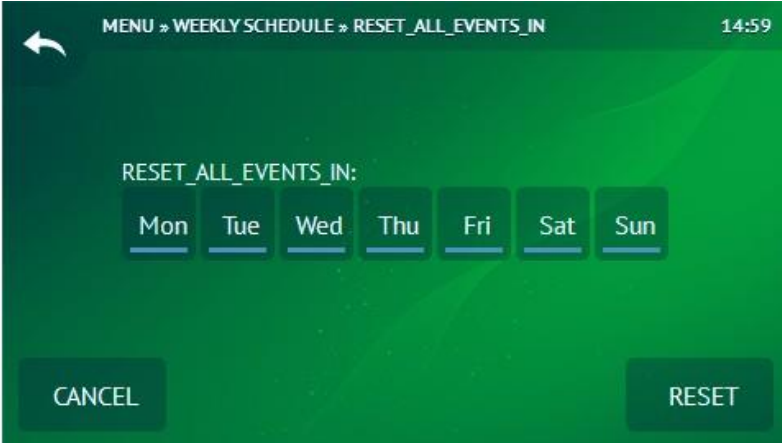 MENU » WEEKLY SCHEDULE » RESET_ALL_EVENTS_IN 14:59
RESET_ALL_EVENTS_IN:
Mon Tue Wed Thu Fri Sat Sun
CANCEL RESET